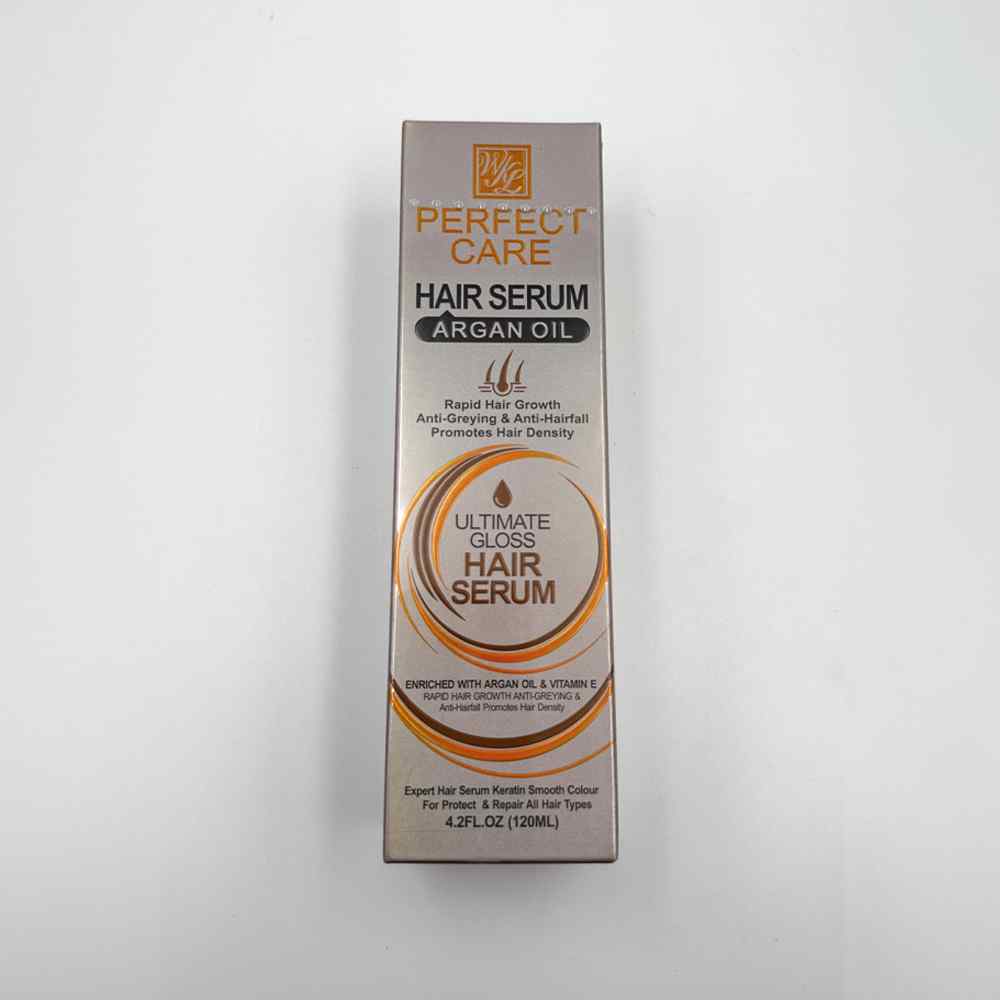 WKL
PERFECT
CARE
HAIR SERUM
ARGAN OIL
Rapid Hair Growth
Anti-Greying & Anti-Hairfall
Promotes Hair Density
ULTIMATE
GLOSS
HAIR
SERUM
ENRICHED WITH ARGAN OIL & VITAMIN E
RAPID HAIR GROWTH ANTI-GREYING &
Anti-Hairfall Promotes Hair Density
Expert Hair Serum Keratin Smooth Colour
For Protect & Repair All Hair Types
4.2FL.OZ (120ML)